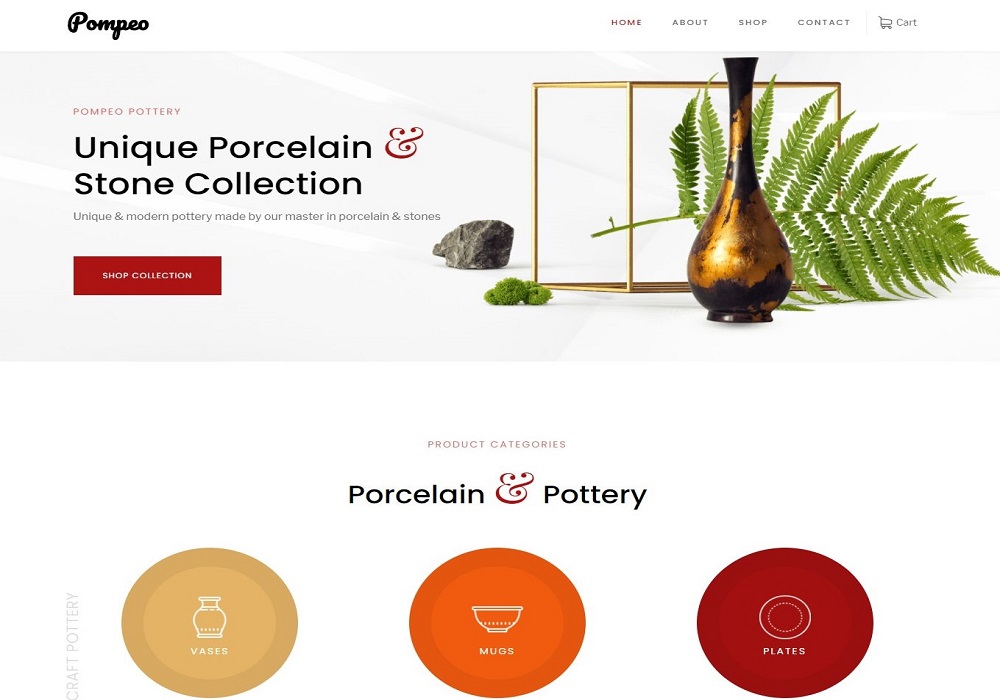 Pompeo
HOME ABOUT SHOP CONTACT Cart
POMPEO POTTERY
Unique Porcelain &
Stone Collection
Unique & modern pottery made by our master in porcelain & stones
SHOP COLLECTION
PRODUCT CATEGORIES
Porcelain & Pottery
VASES
MUGS
PLATES
CRAFT POTTERY